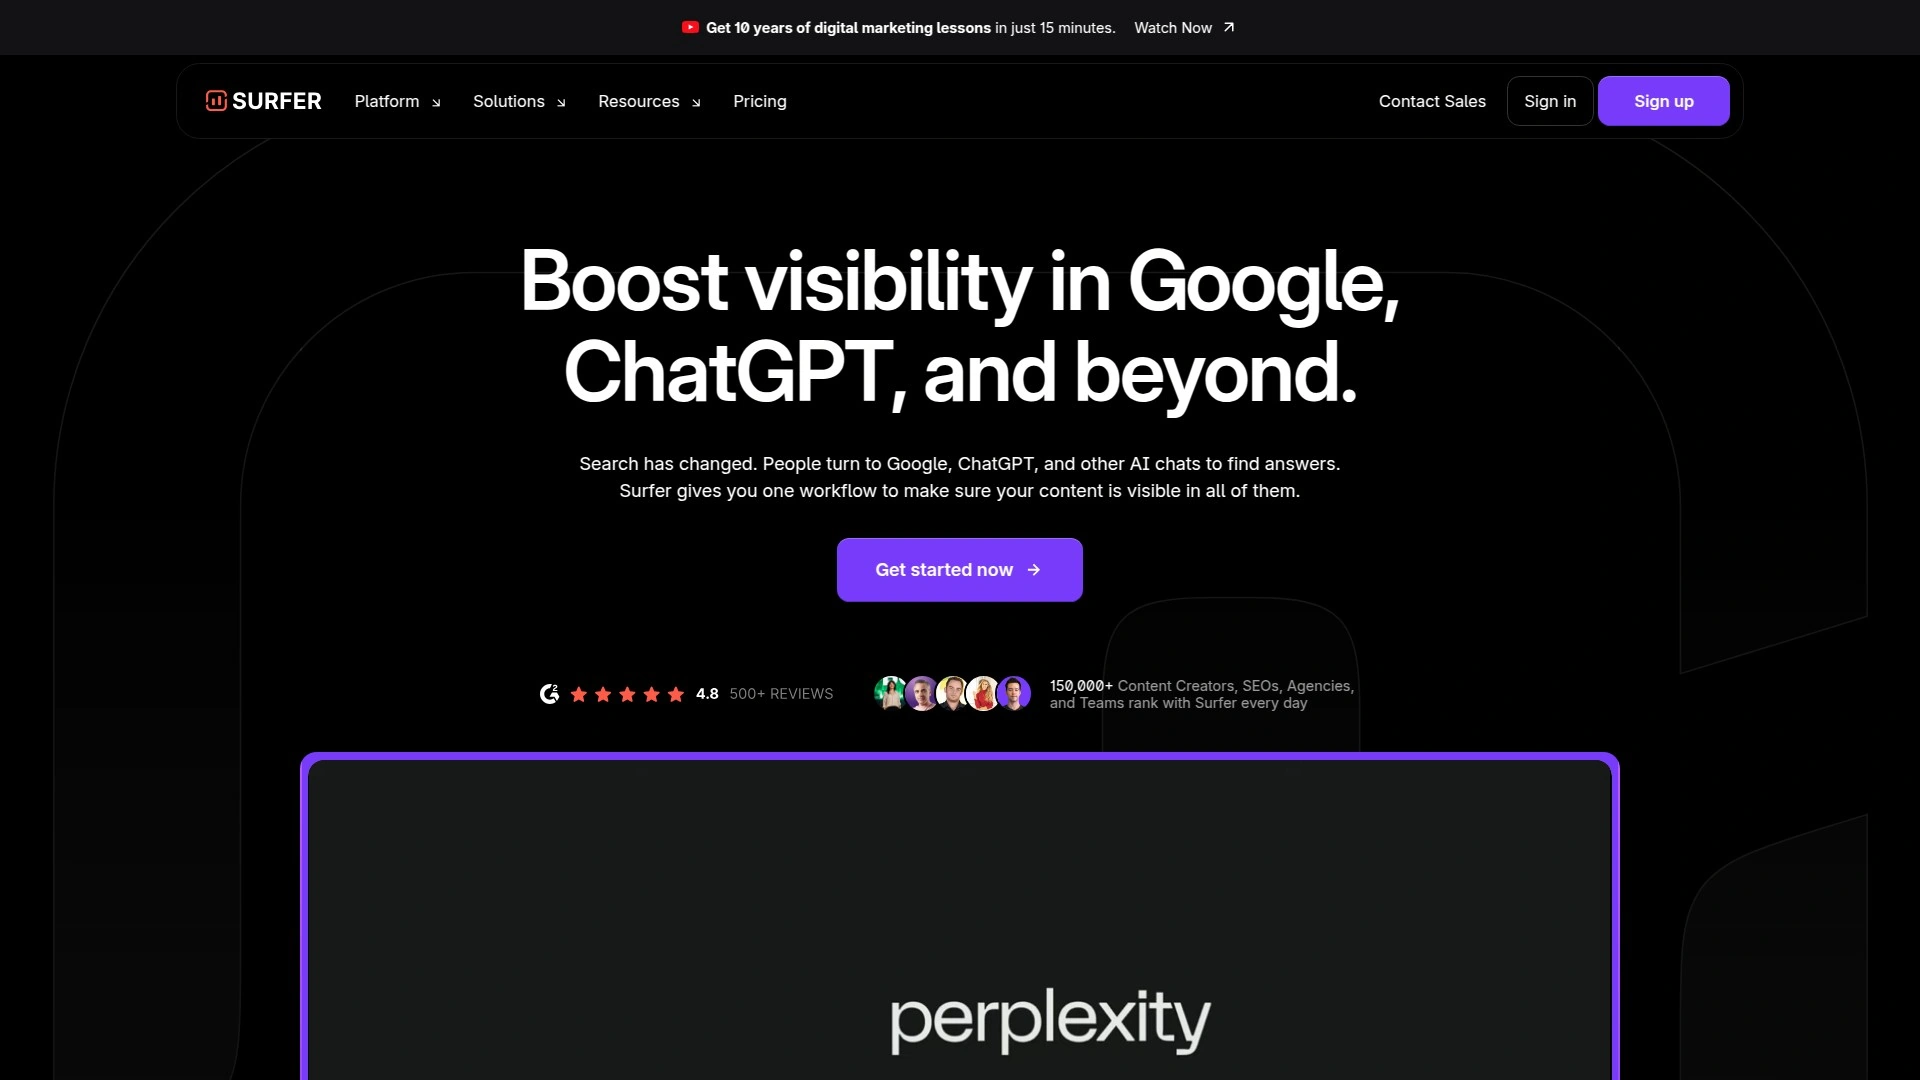 Get 10 years of digital marketing lessons in just 15 minutes. Watch Now
SURFER Platform Solutions Resources Pricing Contact Sales Sign in Sign up
Boost visibility in Google,
ChatGPT, and beyond.
Search has changed. People turn to Google, ChatGPT, and other AI chats to find answers.
Surfer gives you one workflow to make sure your content is visible in all of them.
Get started now
4.8 500+ REVIEWS
150,000+ Content Creators, SEOs, Agencies,
and Teams rank with Surfer every day
perplexity